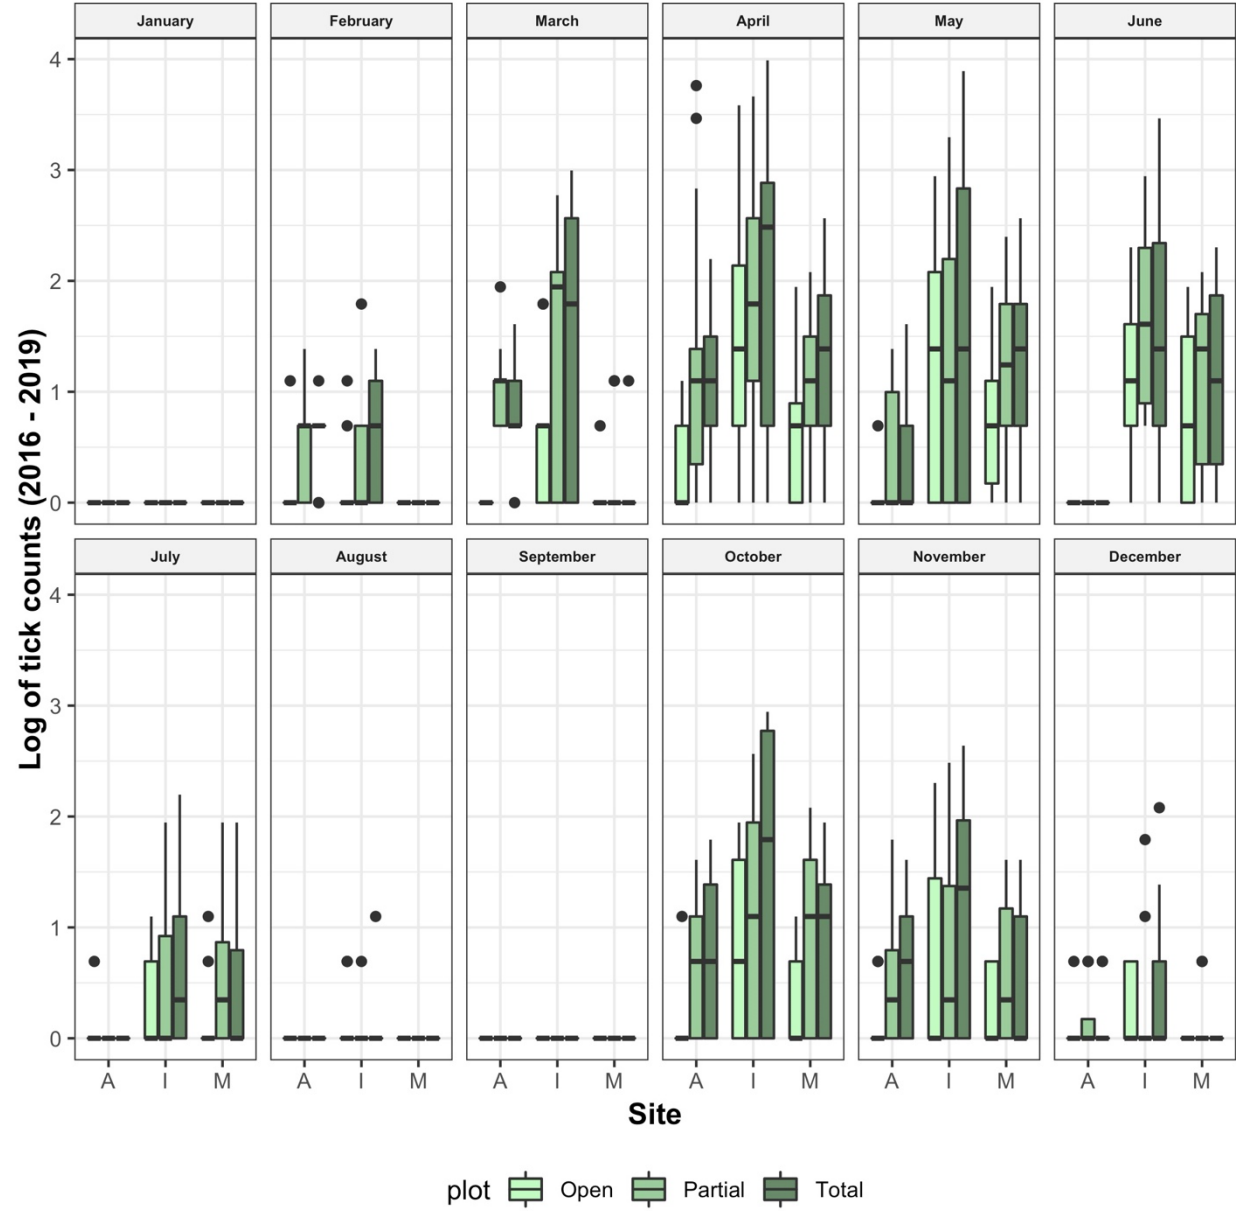 January February March April May June
4
3
2
1
0
July August September October November December
4
3
2
1
0
A I M A I M A I M A I M A I M A I M
Log of tick counts (2016 - 2019)
Site
plot Open Partial Total